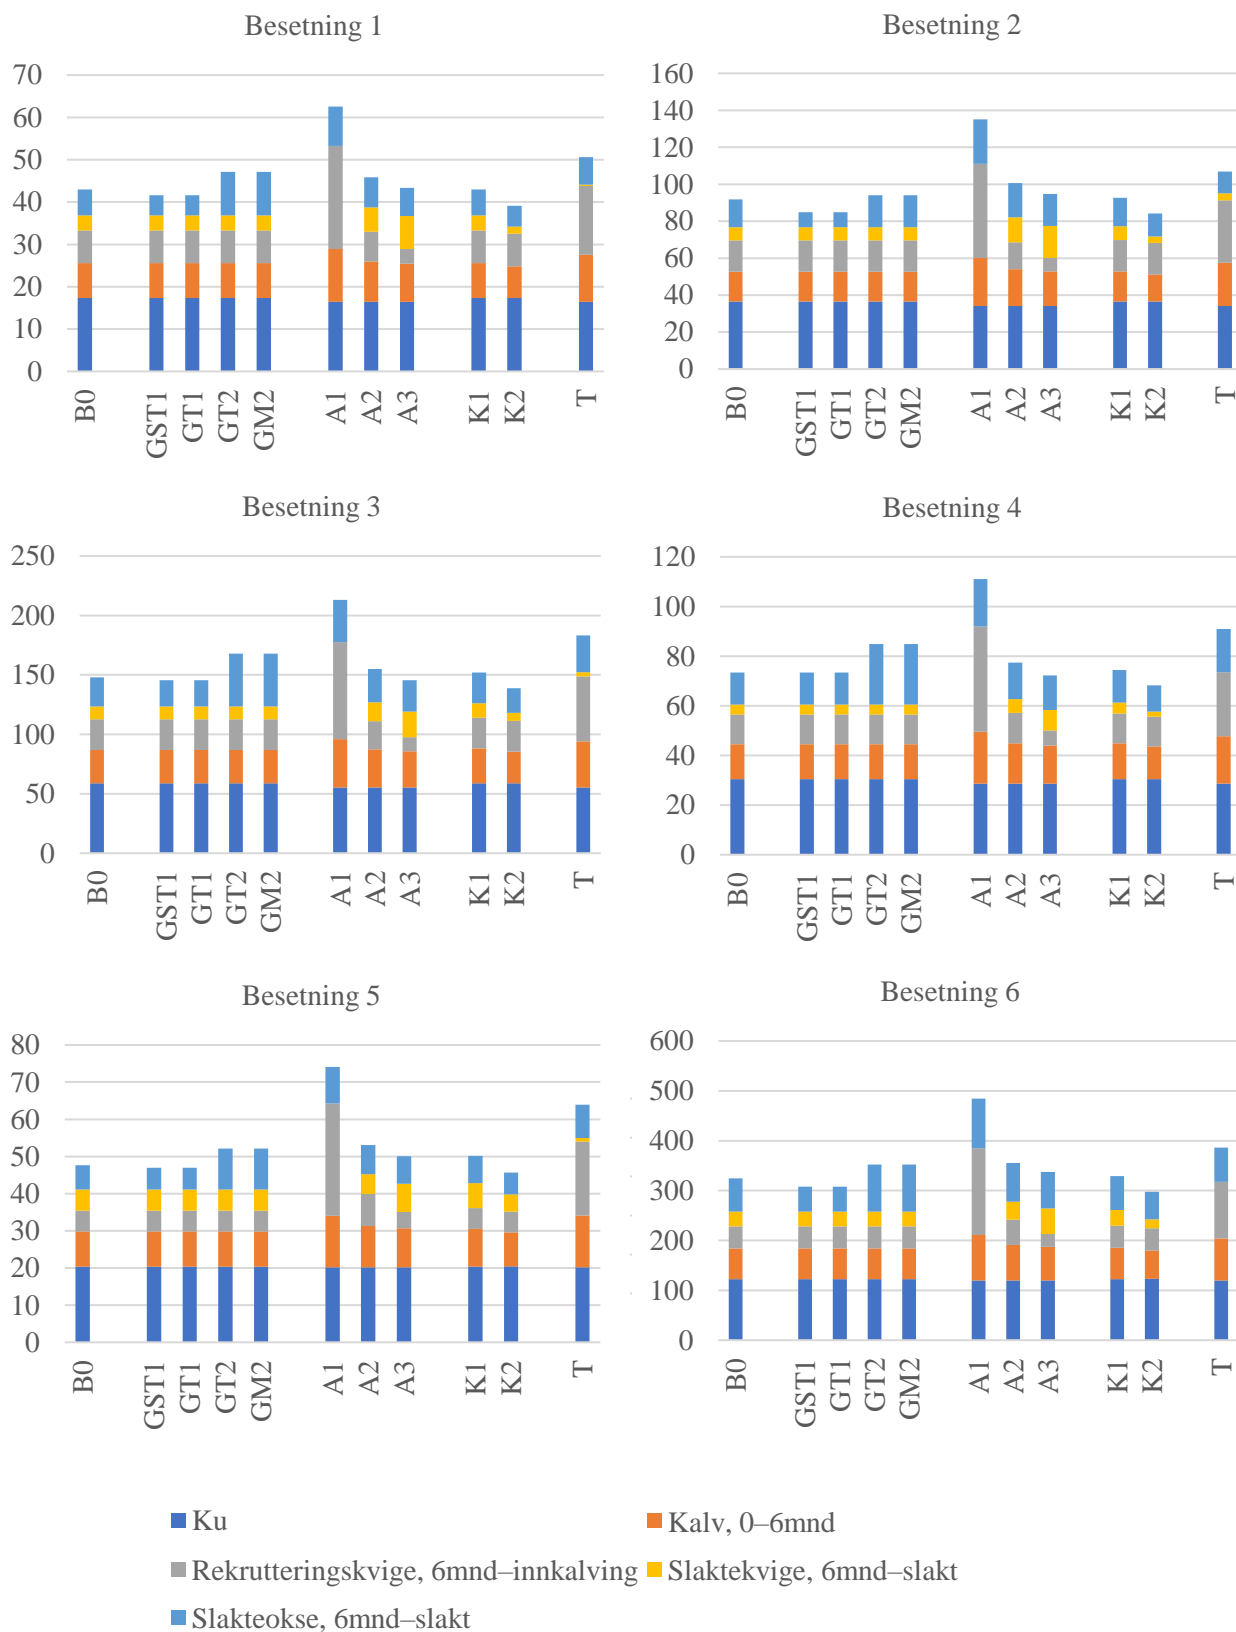 Besetning 1
70
60
50
40
30
20
10
0
B0 GST1 GT1 GT2 GM2 A1 A2 A3 K1 K2 T
Besetning 2
160
140
120
100
80
60
40
20
0
B0 GST1 GT1 GT2 GM2 A1 A2 A3 K1 K2 T
Besetning 3
250
200
150
100
50
0
B0 GST1 GT1 GT2 GM2 A1 A2 A3 K1 K2 T
Besetning 4
120
100
80
60
40
20
0
B0 GST1 GT1 GT2 GM2 A1 A2 A3 K1 K2 T
Besetning 5
80
70
60
50
40
30
20
10
0
B0 GST1 GT1 GT2 GM2 A1 A2 A3 K1 K2 T
Besetning 6
600
500
400
300
200
100
0
B0 GST1 GT1 GT2 GM2 A1 A2 A3 K1 K2 T
Ku
Kalv, 0–6mnd
Rekrutteringskvige, 6mnd–innkalving
Slaktekvige, 6mnd–slakt
Slakteokse, 6mnd–slakt